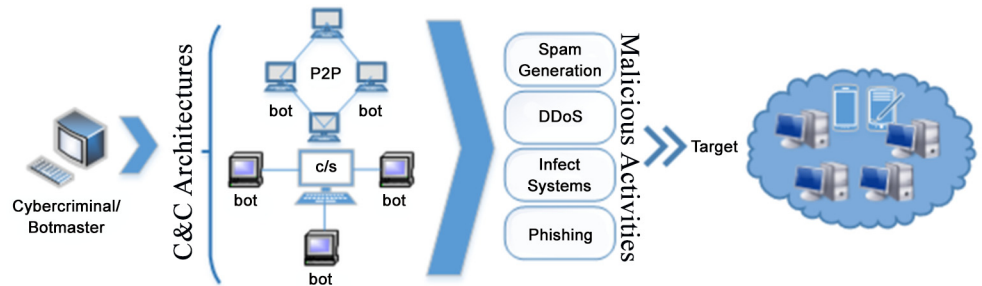 Cybercriminal/
Botmaster
C&C Architectures
P2P
bot
bot
c/s
bot
bot
bot
Spam
Generation
DDoS
Infect
Systems
Phishing
Malicious Activities
Target